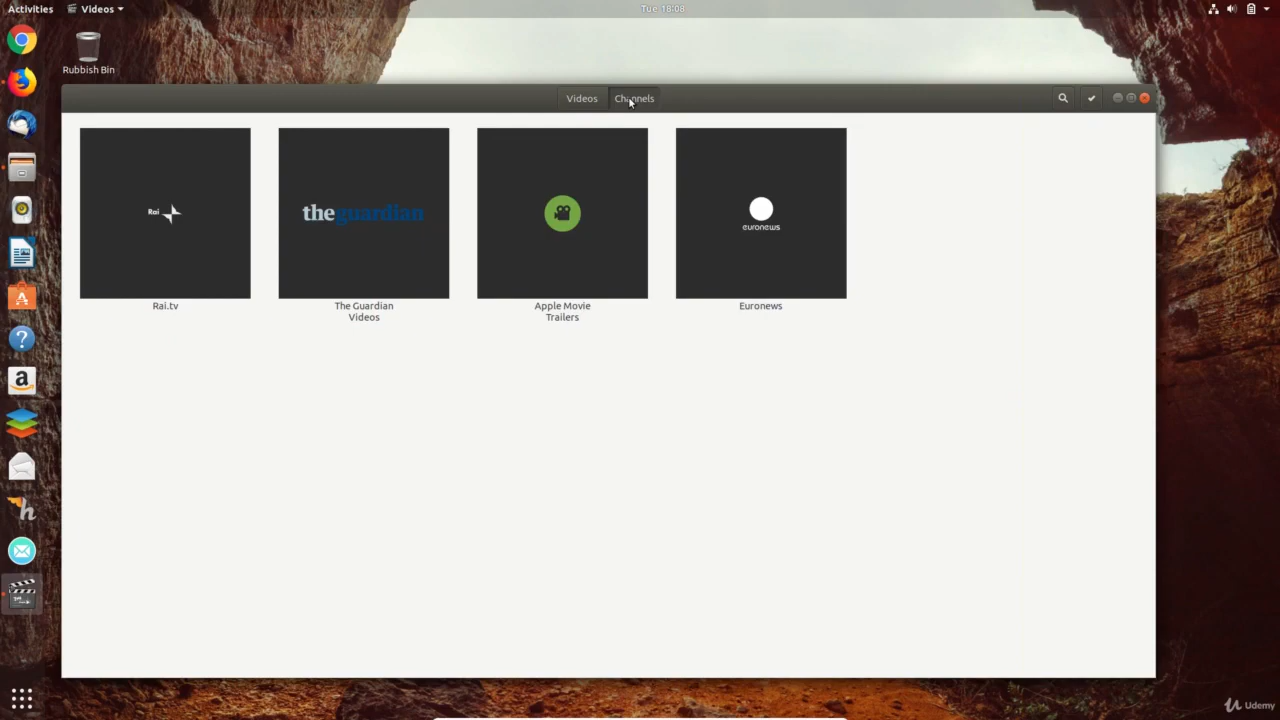 Activities
Videos
Tue 18:08
Rubbish Bin
Videos
Channels
Rai
theguardian
euronews
Rai.tv
The Guardian
Videos
Apple Movie
Trailers
Euronews
A
?
a
h
Udemy